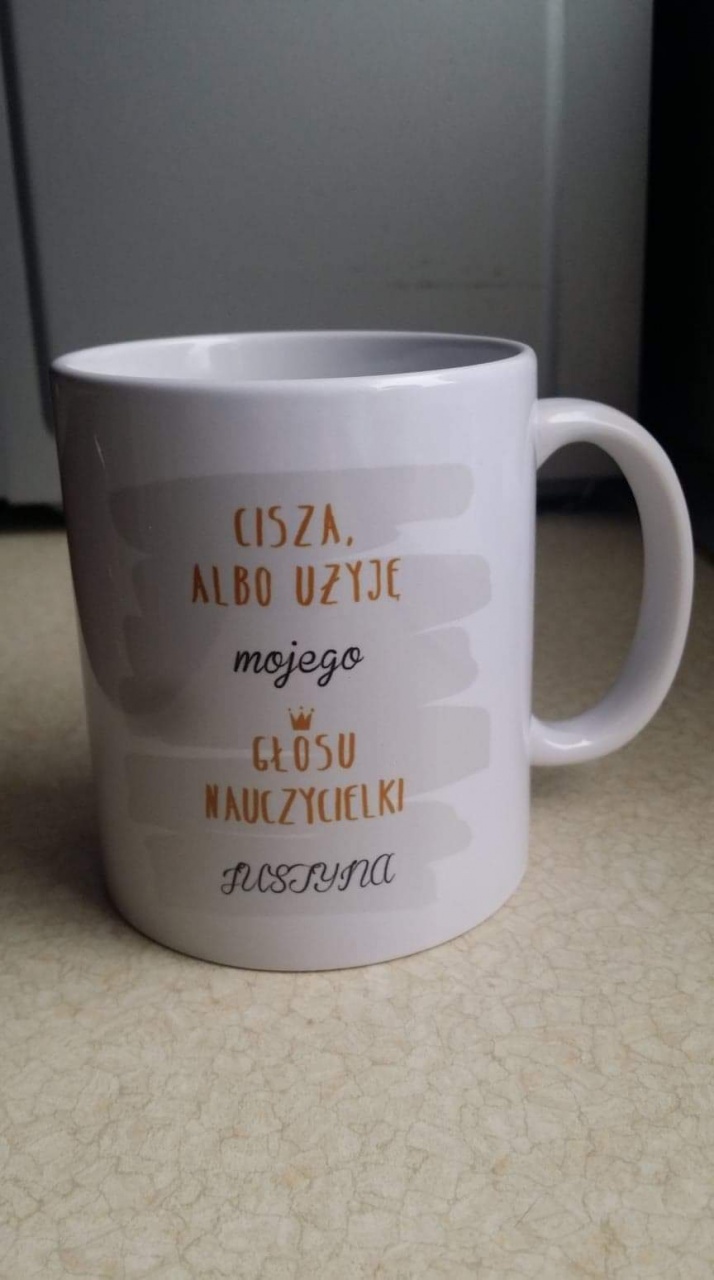 CISZA,
ALBO UŻYJĘ
mojego
GŁOSU
NAUCZYCIELKI
JUSTYNA